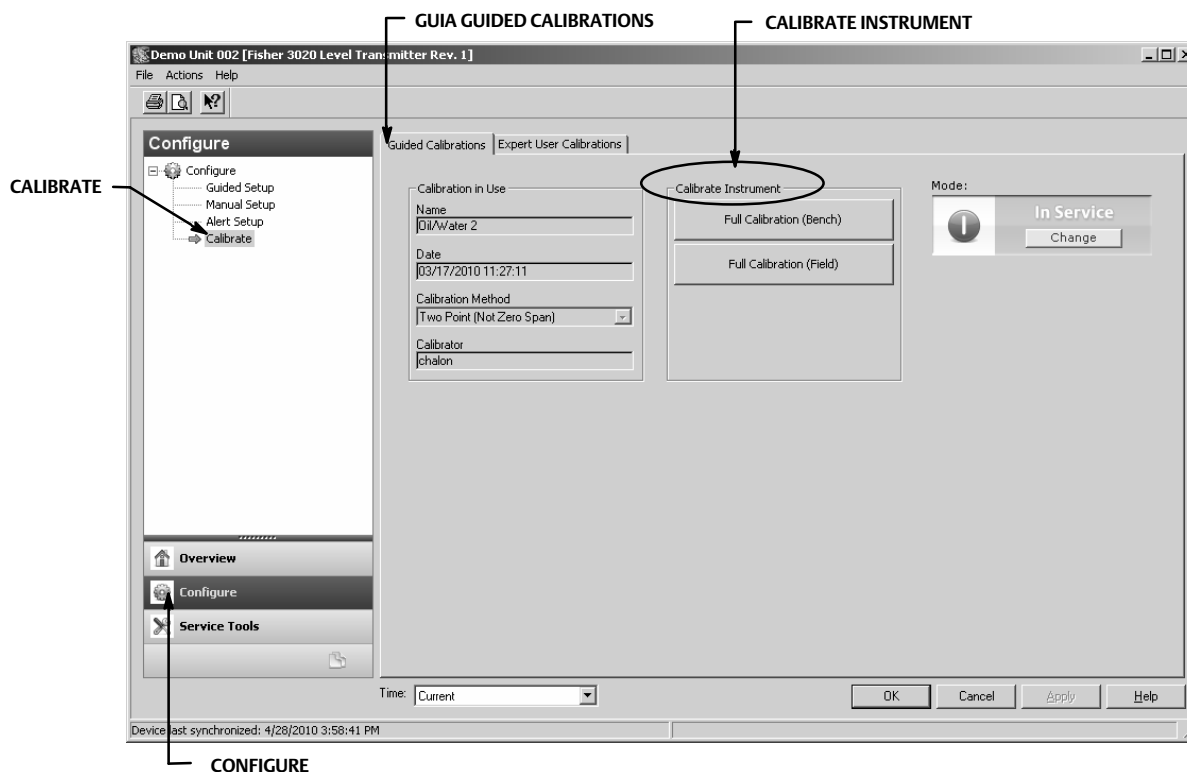 GUIA GUIDED CALIBRATIONS
CALIBRATE INSTRUMENT
Demo Unit 002 [Fisher 3020 Level Transmitter Rev. 1]
File Actions Help
Configure
Configure
Guided Setup
Manual Setup
Alert Setup
Calibrate
CALIBRATE
Guided Calibrations
Expert User Calibrations
Calibration in Use
Name
Oil/Water 2
Date
03/17/2010 11:27:11
Calibration Method
Two Point (Not Zero Span)
Calibrator
chalon
Calibrate Instrument
Full Calibration (Bench)
Full Calibration (Field)
Mode:
In Service
Change
Overview
Configure
Service Tools
Time: Current
OK
Cancel
Apply
Help
Device last synchronized: 4/28/2010 3:58:41 PM
CONFIGURE